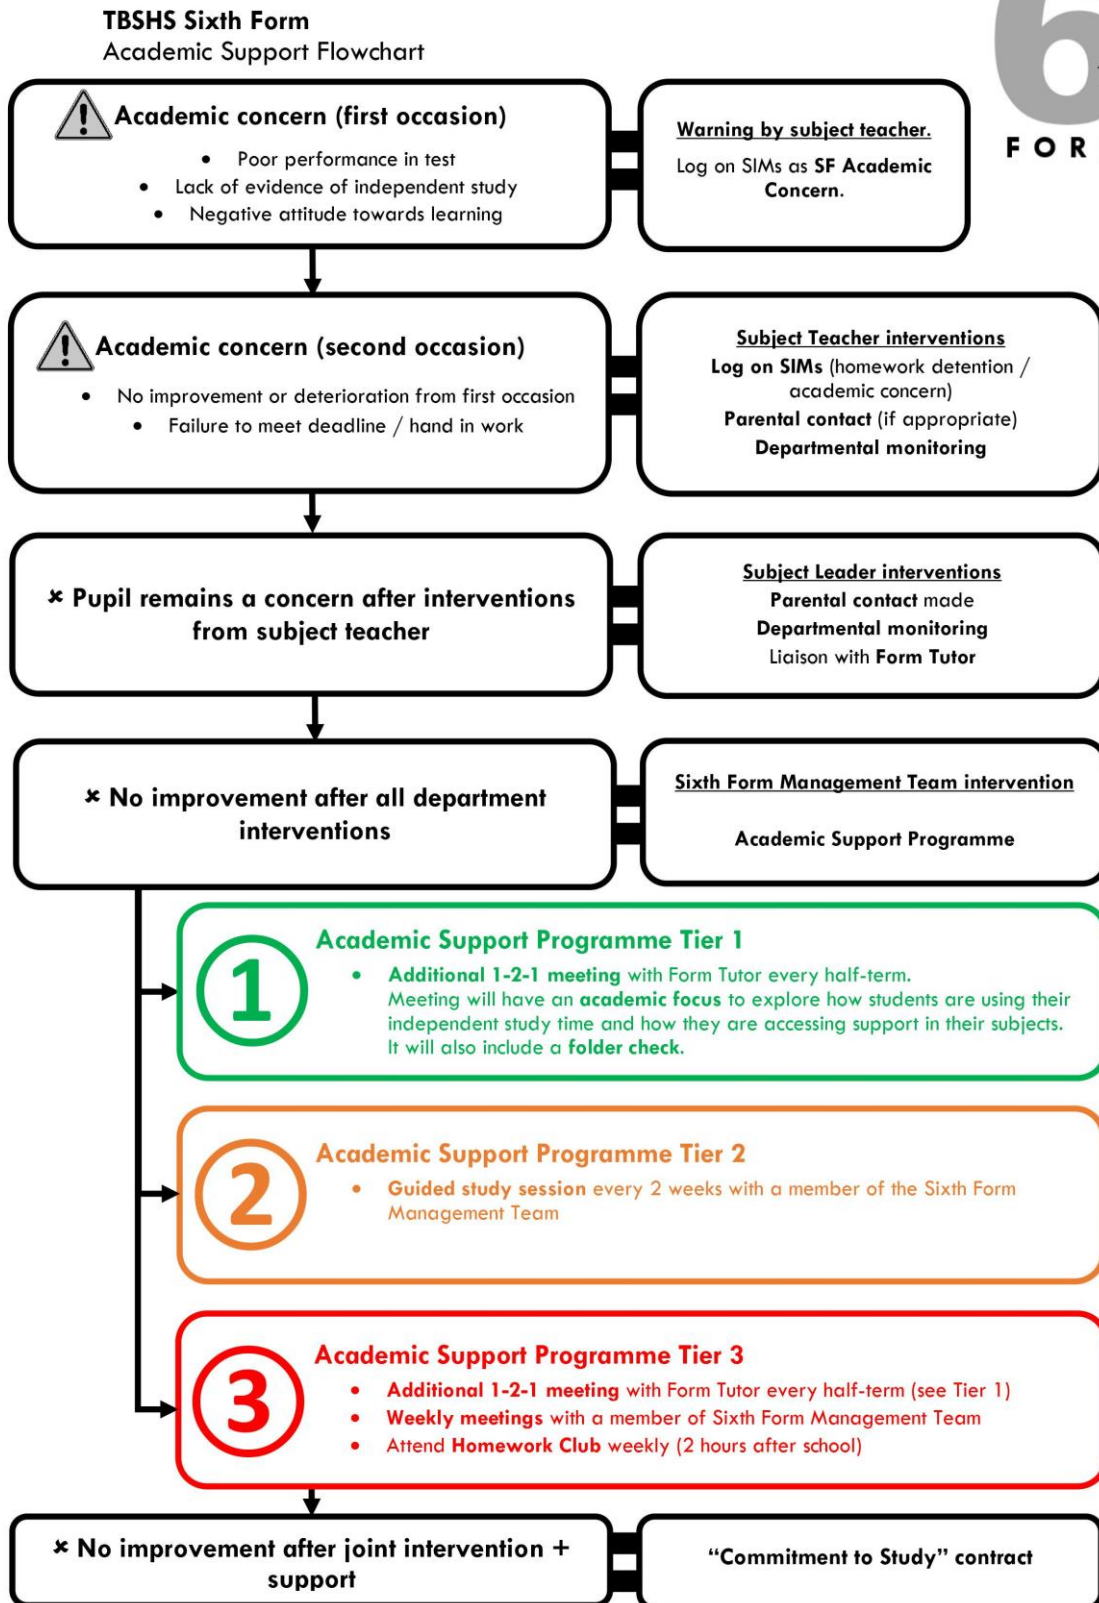 TBSHS Sixth Form
Academic Support Flowchart
6
FOR
Academic concern (first occasion)
• Poor performance in test
• Lack of evidence of independent study
• Negative attitude towards learning
Warning by subject teacher.
Log on SIMs as SF Academic
Concern.
Academic concern (second occasion)
• No improvement or deterioration from first occasion
• Failure to meet deadline / hand in work
Subject Teacher interventions
Log on SIMs (homework detention /
academic concern)
Parental contact (if appropriate)
Departmental monitoring
× Pupil remains a concern after interventions
from subject teacher
Subject Leader interventions
Parental contact made
Departmental monitoring
Liaison with Form Tutor
× No improvement after all department
interventions
Sixth Form Management Team intervention
Academic Support Programme
1
Academic Support Programme Tier 1
• Additional 1-2-1 meeting with Form Tutor every half-term.
Meeting will have an academic focus to explore how students are using their
independent study time and how they are accessing support in their subjects.
It will also include a folder check.
2
Academic Support Programme Tier 2
• Guided study session every 2 weeks with a member of the Sixth Form
Management Team
3
Academic Support Programme Tier 3
• Additional 1-2-1 meeting with Form Tutor every half-term (see Tier 1)
• Weekly meetings with a member of Sixth Form Management Team
• Attend Homework Club weekly (2 hours after school)
× No improvement after joint intervention +
support
“Commitment to Study” contract